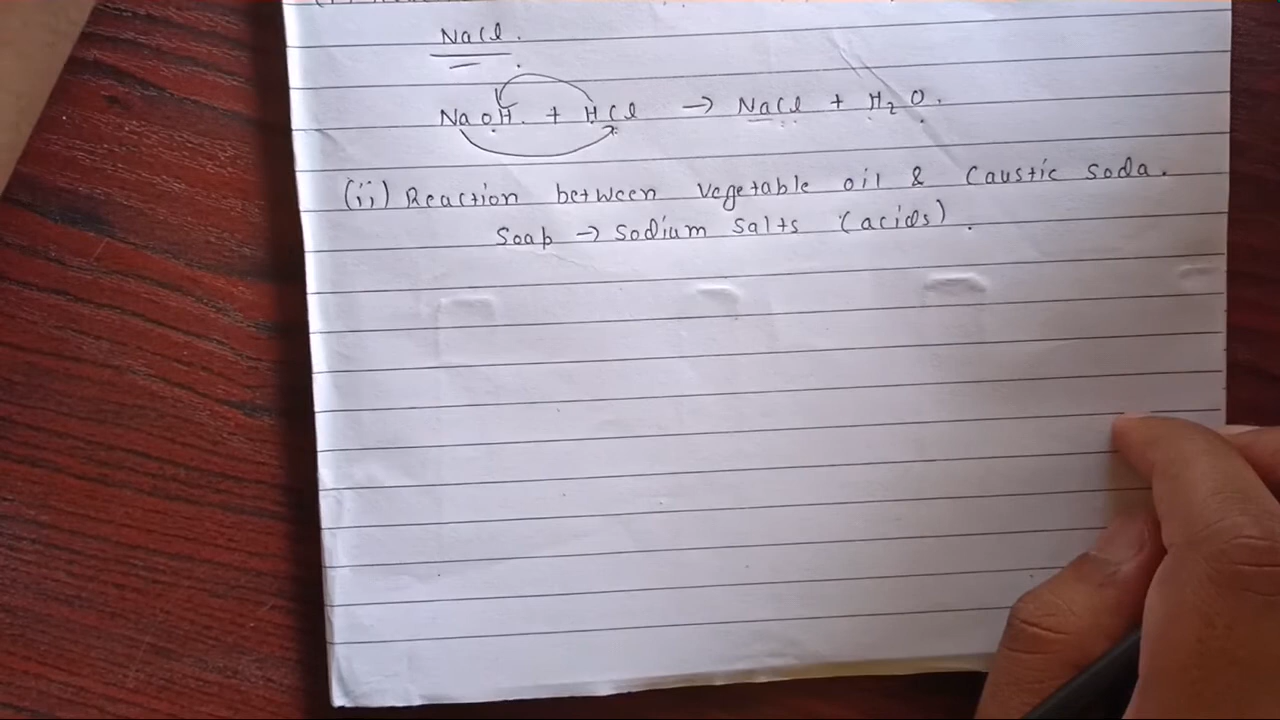 NaCl.
NaOH. + HCl → NaCl + H2O.
(ii) Reaction between vegetable oil & Caustic soda.
Soap → Sodium salts (acids).